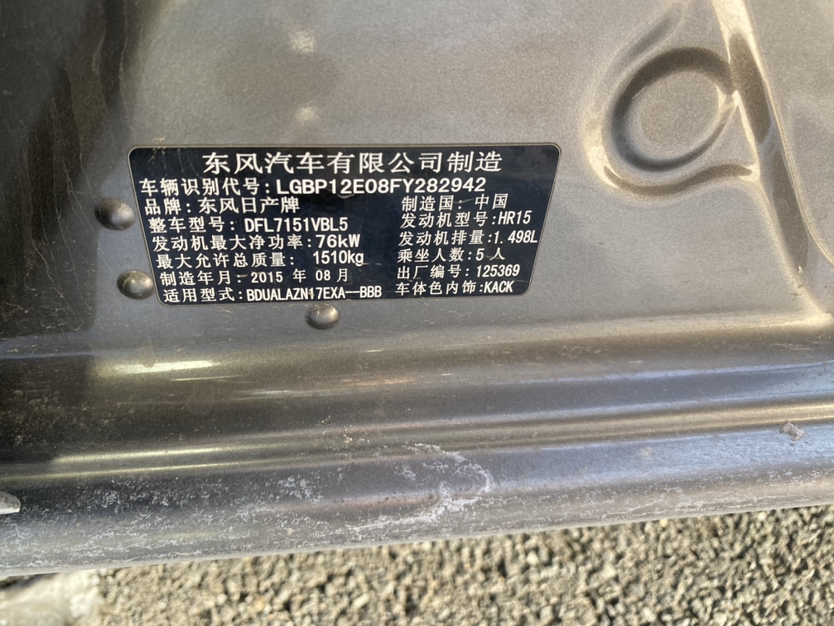 东风汽车有限公司制造
车辆识别代号:LGBP12E08FY282942
品牌:东风日产牌 制造国:中国
整车型号:DFL7151VBL5 发动机型号:HR15
发动机最大净功率:76kW 发动机排量:1.498L
最大允许总质量: 1510kg 乘坐人数:5 人
制造年月:2015 年 08 月 出厂编号:125369
适用型式:BDUALAZN17EXA—BBB 车体色内饰:KACK